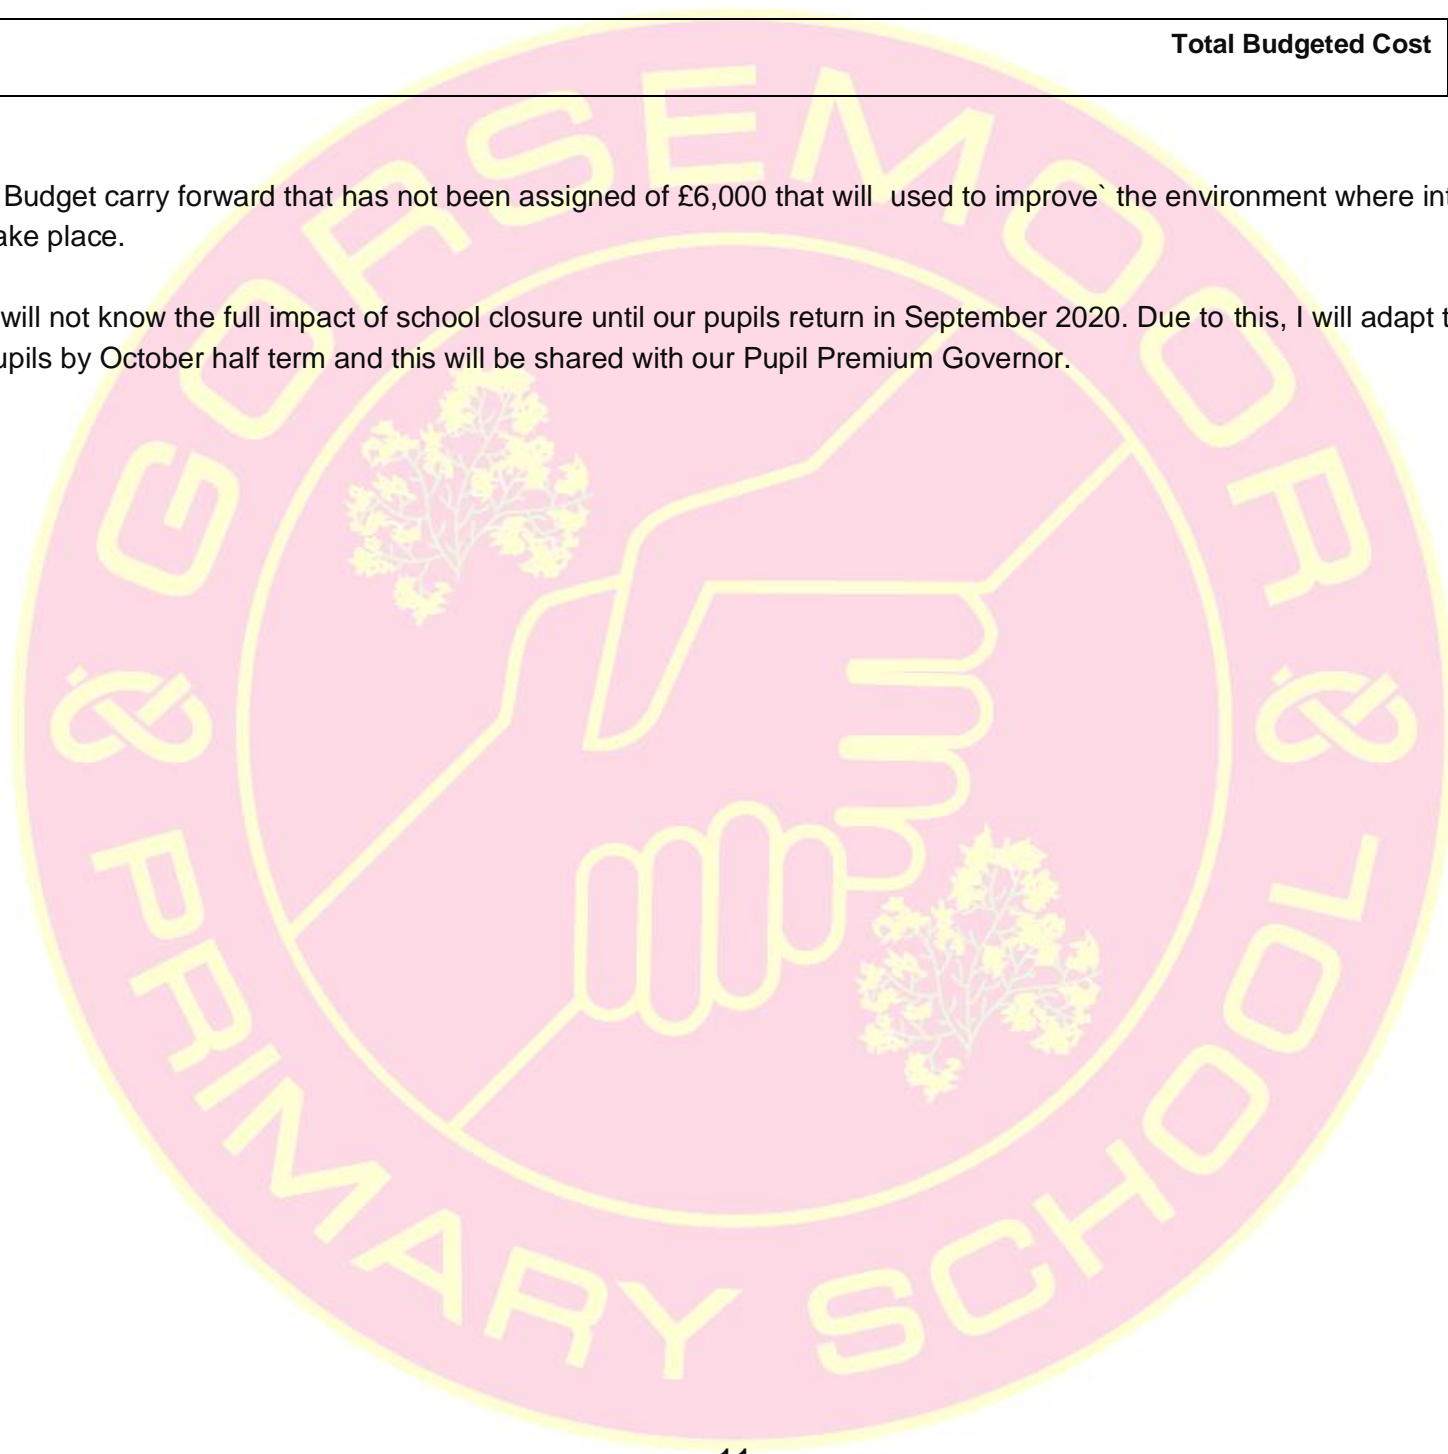 Total Budgeted Cost
Budget carry forward that has not been assigned of £6,000 that will used to improve` the environment where int
ake place.
will not know the full impact of school closure until our pupils return in September 2020. Due to this, I will adapt t
upils by October half term and this will be shared with our Pupil Premium Governor.
GORSEMOOR
PRIMARY SCHOOL